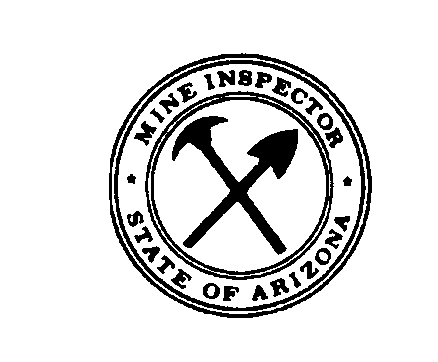 MINE INSPECTOR
STATE OF ARIZONA